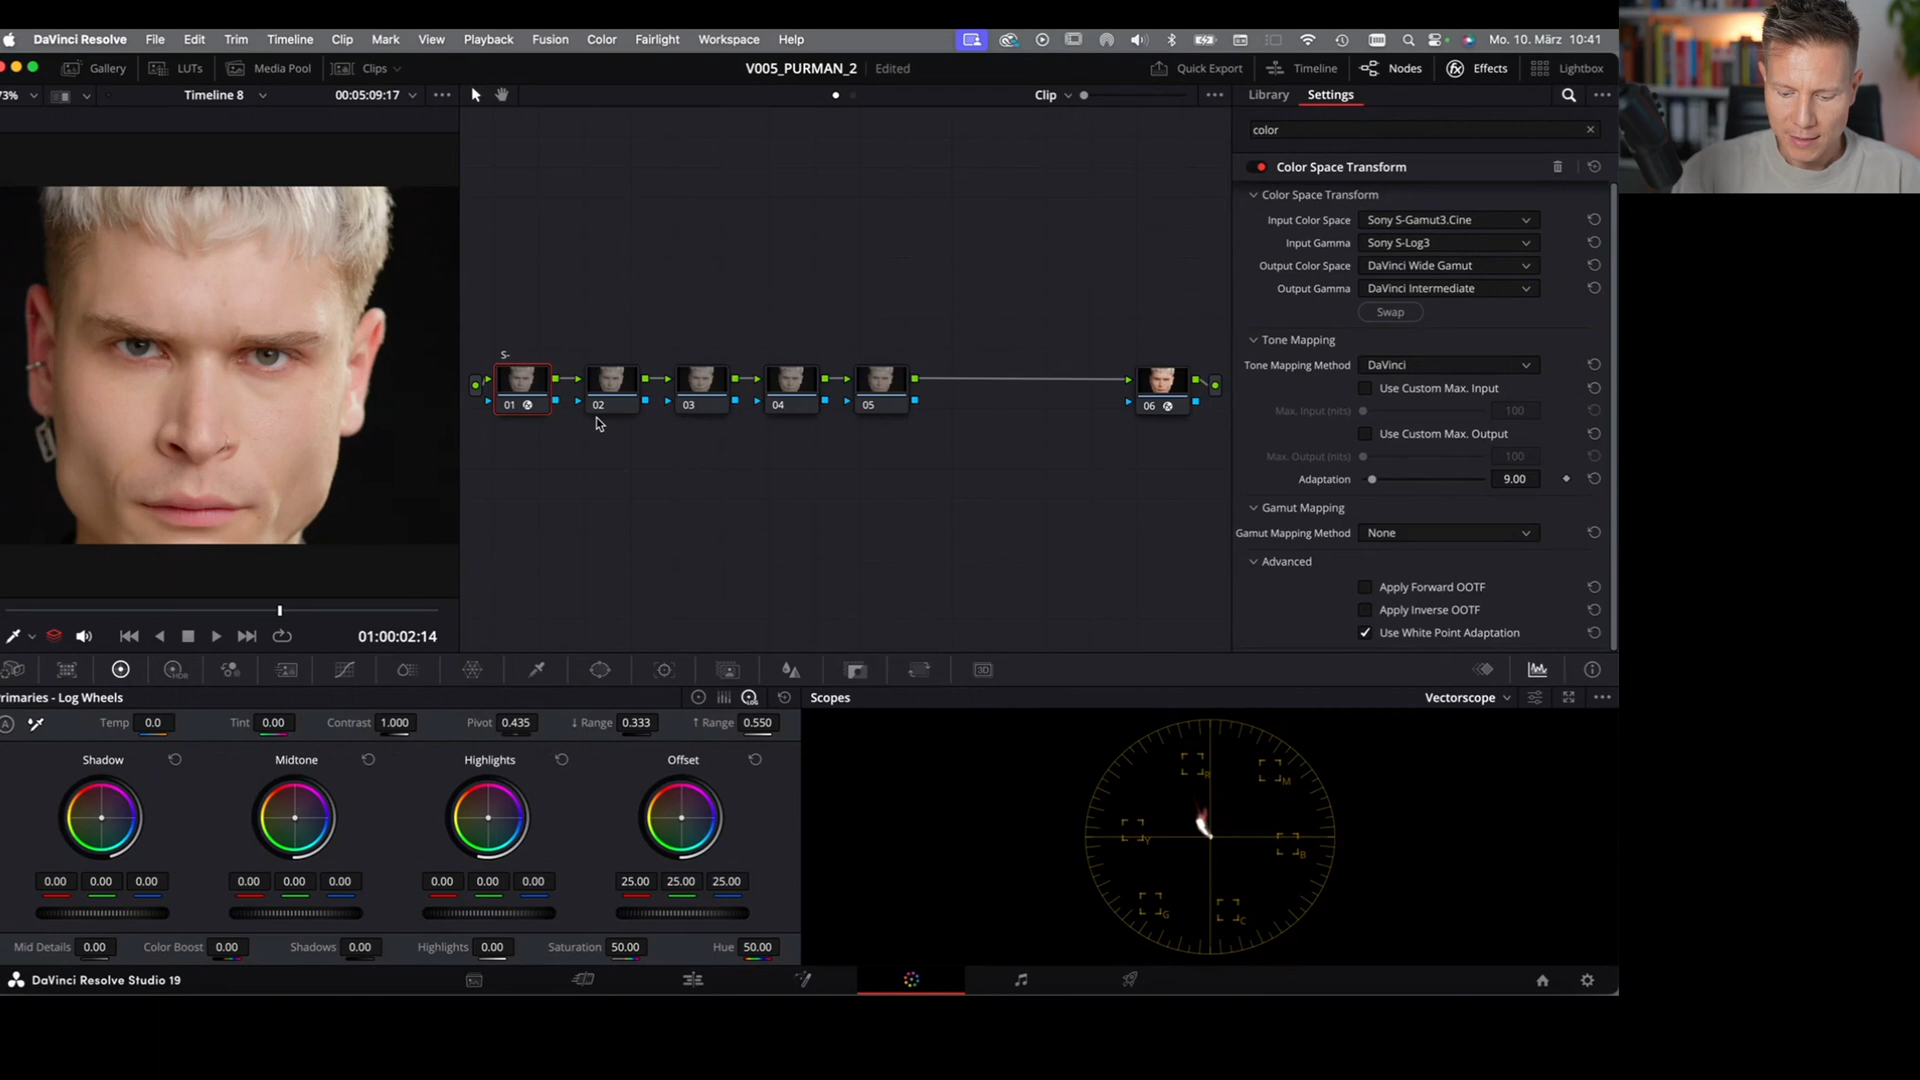 DaVinci Resolve File Edit Trim Timeline Clip Mark View Playback Fusion Color Fairlight Workspace Help Mo. 10. März 10:41
Gallery LUTs Media Pool Clips V005_PURMAN_2 Edited Quick Export Timeline Nodes Effects Lightbox
73% Timeline 8 00:05:09:17 Clip Library Settings
color
Color Space Transform
Color Space Transform
Input Color Space Sony S-Gamut3.Cine
Input Gamma Sony S-Log3
Output Color Space DaVinci Wide Gamut
Output Gamma DaVinci Intermediate
Swap
Tone Mapping
Tone Mapping Method DaVinci
Use Custom Max. Input
Max. Input (nits) 100
Use Custom Max. Output
Max. Output (nits) 100
Adaptation 9.00
Gamut Mapping
Gamut Mapping Method None
Advanced
Apply Forward OOTF
Apply Inverse OOTF
Use White Point Adaptation
S-
01 02 03 04 05 06
01:00:02:14
HDR
3D
Primaries - Log Wheels
LOG
Scopes Vectorscope
A Temp 0.0 Tint 0.00 Contrast 1.000 Pivot 0.435 ↓ Range 0.333 ↑ Range 0.550
Shadow Midtone Highlights Offset
0.00 0.00 0.00 0.00 0.00 0.00 0.00 0.00 0.00 25.00 25.00 25.00
Mid Details 0.00 Color Boost 0.00 Shadows 0.00 Highlights 0.00 Saturation 50.00 Hue 50.00
R M
Y B
G C
DaVinci Resolve Studio 19